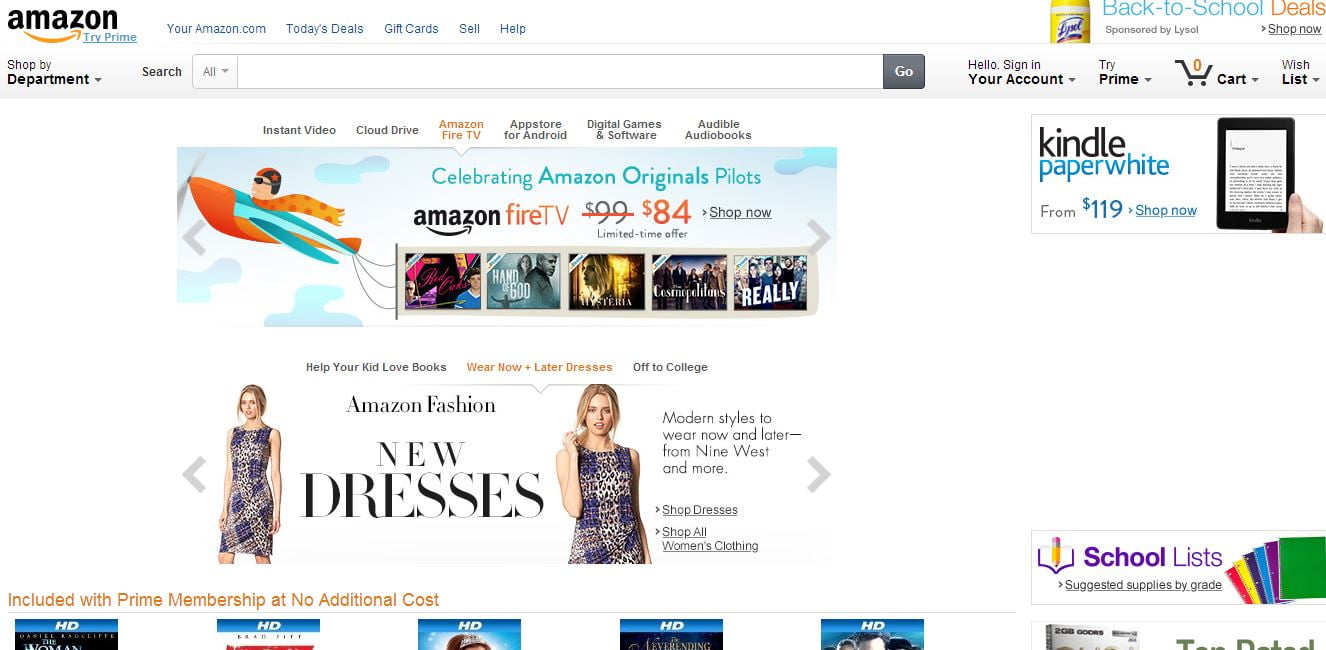 amazon
Try Prime
Your Amazon.com Today's Deals Gift Cards Sell Help
Lysol
Back-to-School Deals
Sponsored by Lysol
Shop now
Shop by
Department
Search
All
Go
Hello. Sign in
Your Account
Try
Prime
0
Cart
Wish
List
Instant Video
Cloud Drive
Amazon
Fire TV
Appstore
for Android
Digital Games
& Software
Audible
Audiobooks
Celebrating Amazon Originals Pilots
amazon fireTV $99 $84 Shop now
Limited-time offer
Red Oaks
HAND OF GOD
HYSTERIA
THE Cosmopolitans
REALLY
kindle
paperwhite
From $119 Shop now
kindle
Help Your Kid Love Books Wear Now + Later Dresses Off to College
Amazon Fashion
NEW
DRESSES
Modern styles to
wear now and later—
from Nine West
and more.
Shop Dresses
Shop All
Women's Clothing
School Lists
Suggested supplies by grade
Included with Prime Membership at No Additional Cost
HD HD HD HD HD
DANIEL RADCLIFFE
THE
WOMAN
BRAD PITT
THE
NEVERENDING
2GB GDDR5
Top Rated